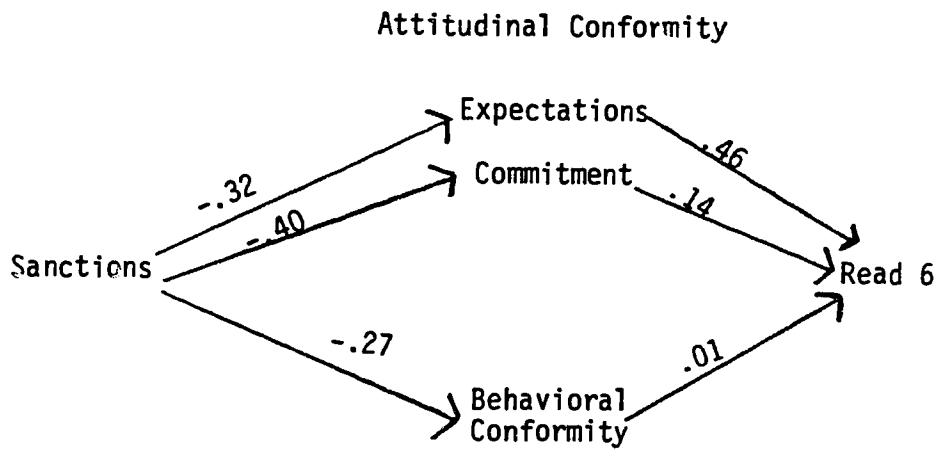 Attitudinal Conformity
Expectations
.46
Commitment
.14
-.32
-.40
Sanctions
Read 6
-.27
.01
Behavioral
Conformity